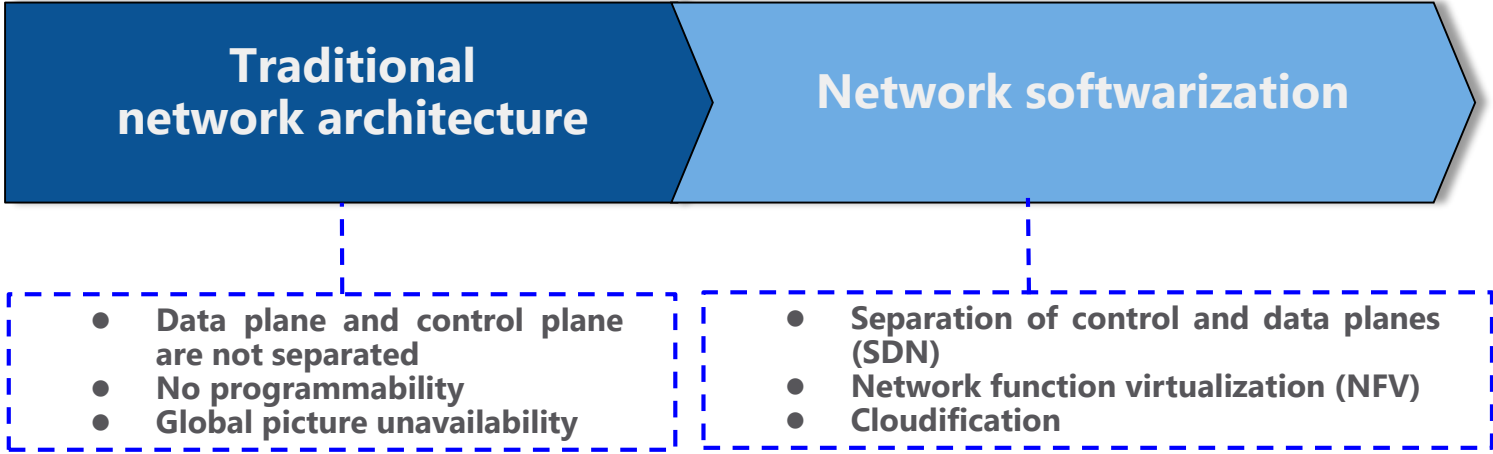 Traditional
network architecture
Network softwarization
● Data plane and control plane
are not separated
● No programmability
● Global picture unavailability
● Separation of control and data planes
(SDN)
● Network function virtualization (NFV)
● Cloudification